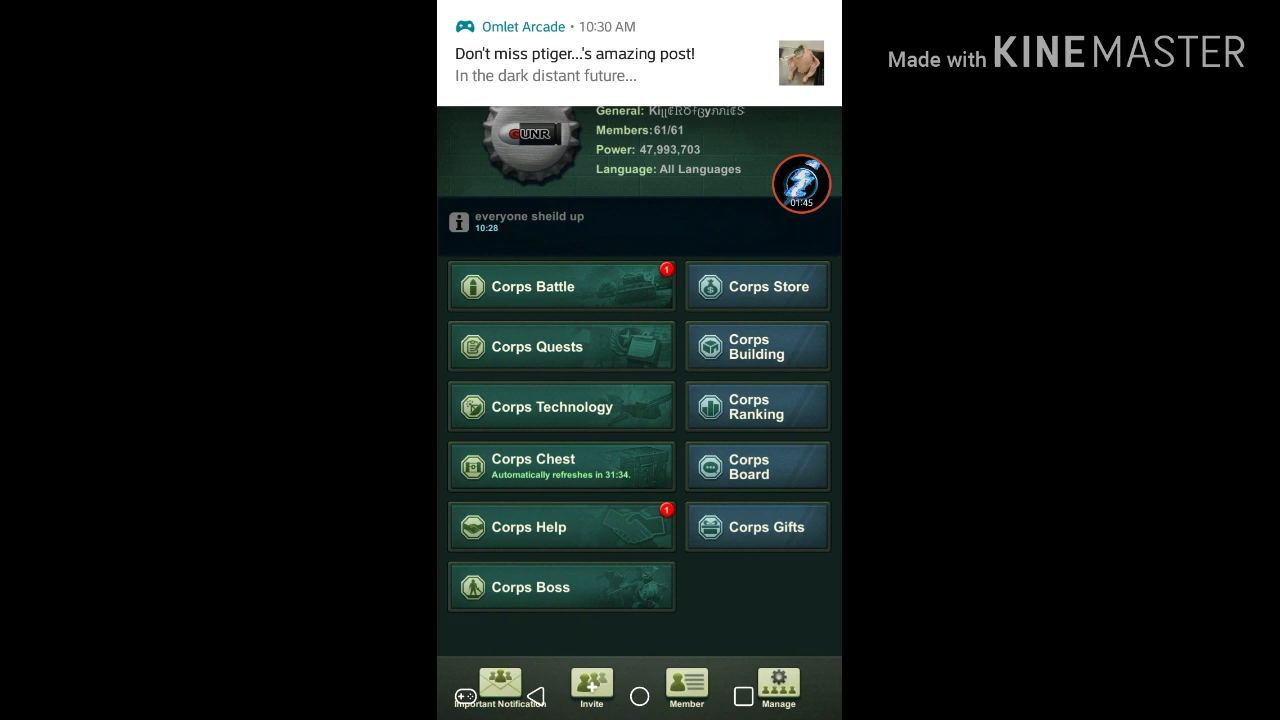 Omlet Arcade • 10:30 AM
Don't miss ptiger...'s amazing post!
In the dark distant future...
Made with KINEMASTER
GUNR
General:
Members: 61/61
Power: 47,993,703
Language: All Languages
01:45
everyone sheild up
10:28
Corps Battle
1
Corps Store
Corps Quests
Corps
Building
Corps Technology
Corps
Ranking
Corps Chest
Automatically refreshes in 31:34.
Corps
Board
Corps Help
1
Corps Gifts
Corps Boss
Important Notification
Invite
Member
Manage